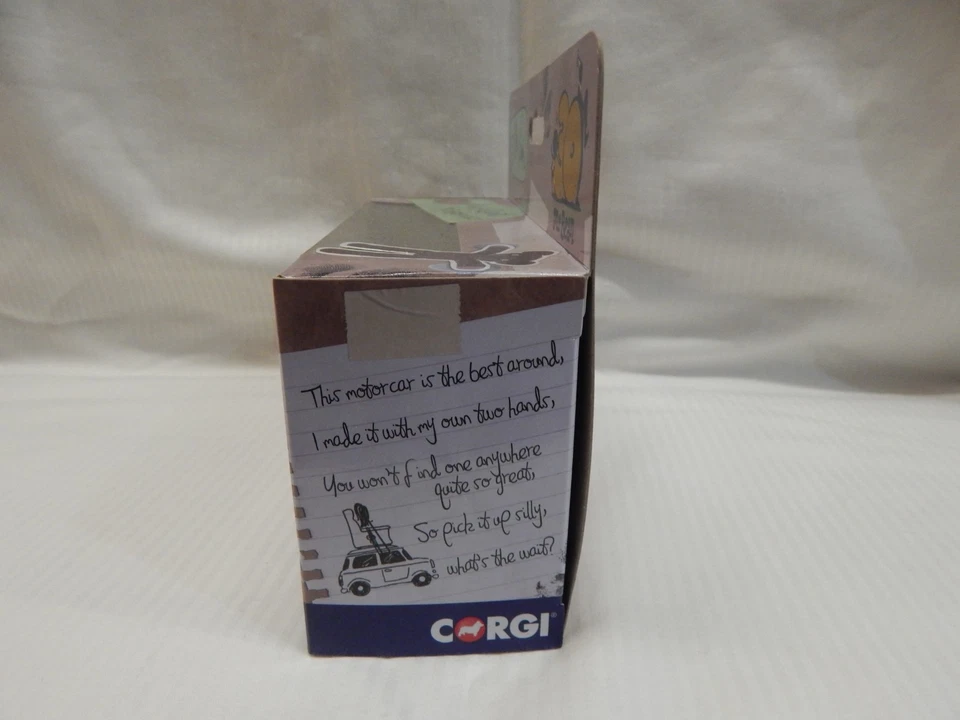 This motorcar is the best around,
I made it with my own two hands,
You won't find one anywhere
quite so great,
So pick it up silly,
what's the wait?
CORGI